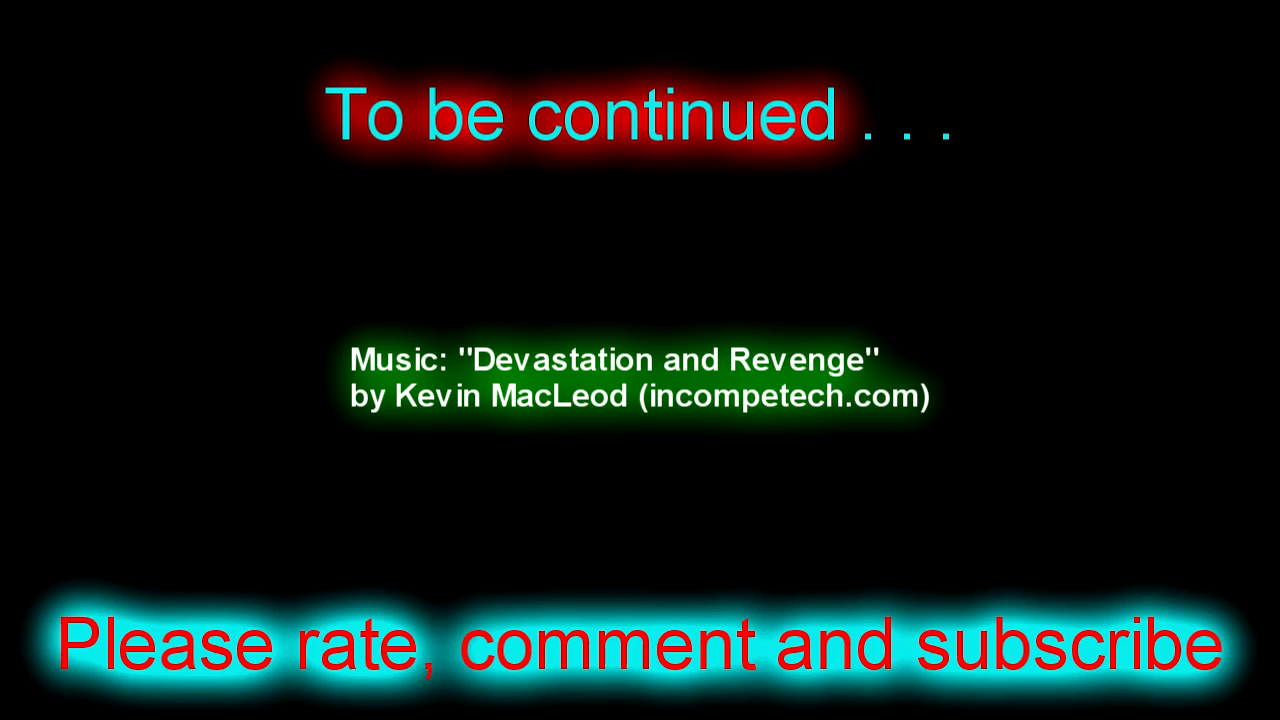 To be continued . . .
Music: "Devastation and Revenge"
by Kevin MacLeod (incompetech.com)
Please rate, comment and subscribe